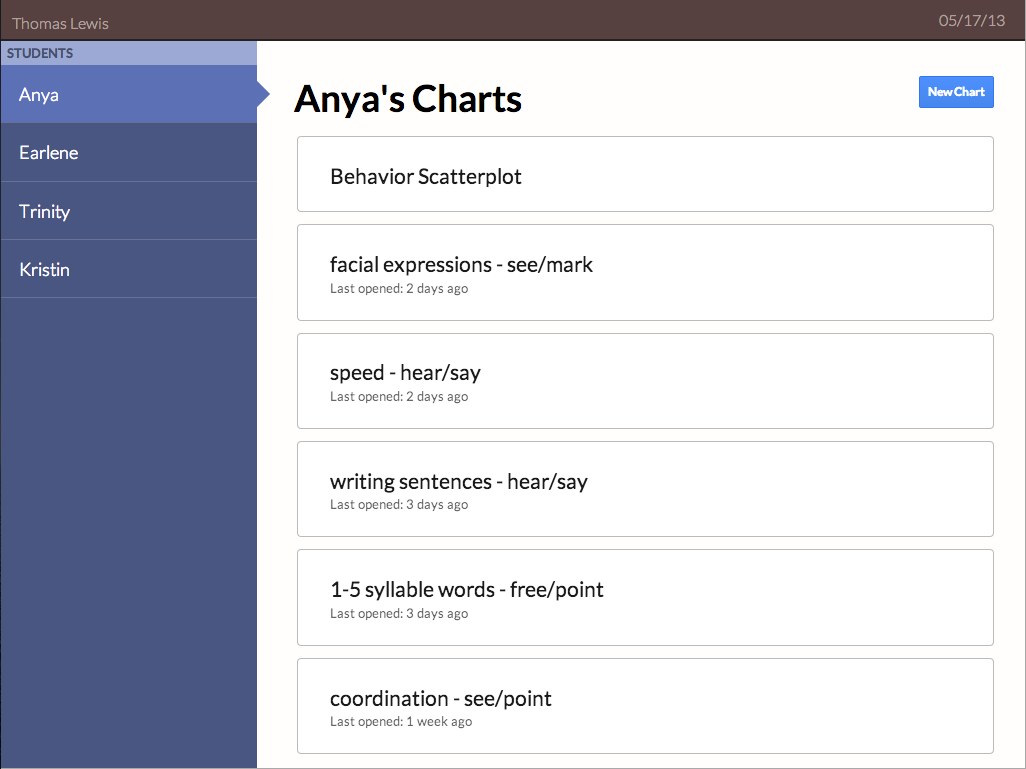 Thomas Lewis
05/17/13
STUDENTS
Anya
Earlene
Trinity
Kristin
Anya's Charts
New Chart
Behavior Scatterplot
facial expressions - see/mark
Last opened: 2 days ago
speed - hear/say
Last opened: 2 days ago
writing sentences - hear/say
Last opened: 3 days ago
1-5 syllable words - free/point
Last opened: 3 days ago
coordination - see/point
Last opened: 1 week ago